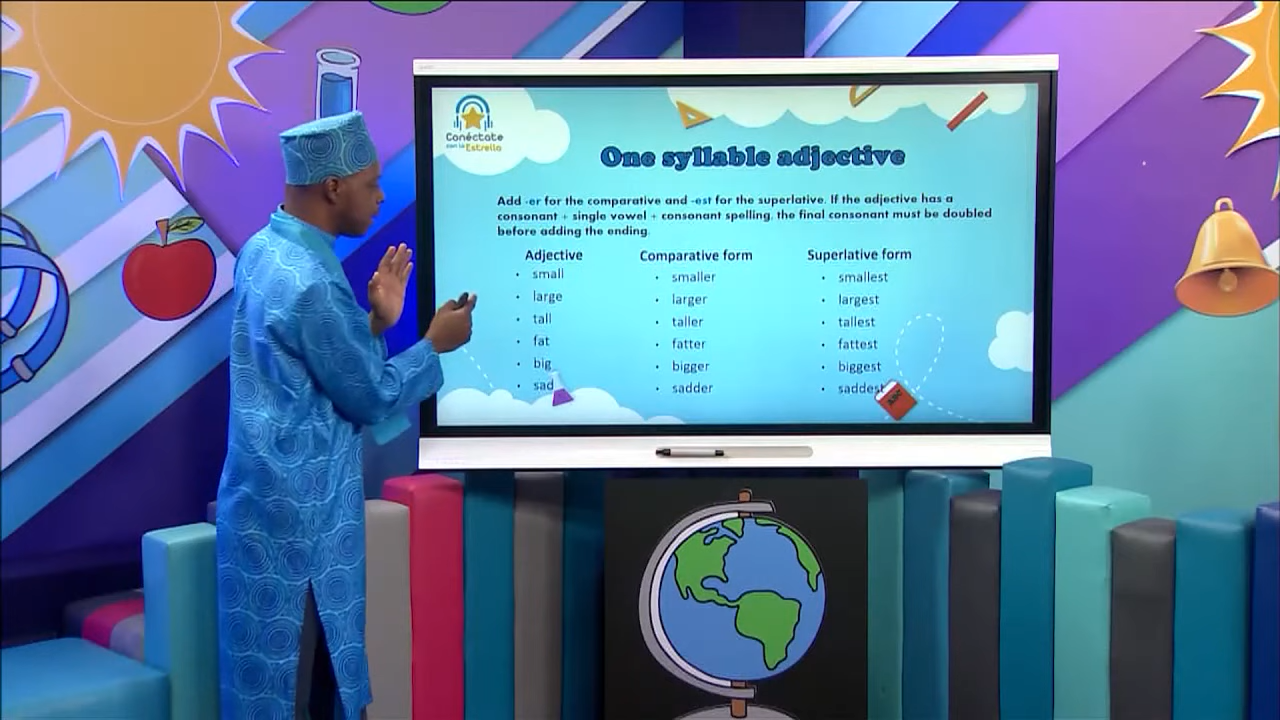 Conéctate
con la Estrella
One syllable adjective
Add -er for the comparative and -est for the superlative. If the adjective has a
consonant + single vowel + consonant spelling, the final consonant must be doubled
before adding the ending.
Adjective Comparative form Superlative form
• small • smaller • smallest
• large • larger • largest
• tall • taller • tallest
• fat • fatter • fattest
• big • bigger • biggest
• sad • sadder • saddest
ABC